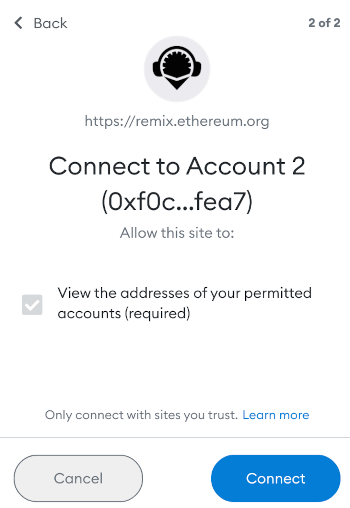 Back
2 of 2
https://remix.ethereum.org
Connect to Account 2
(0xf0c...fea7)
Allow this site to:
View the addresses of your permitted
accounts (required)
Only connect with sites you trust. Learn more
Cancel
Connect